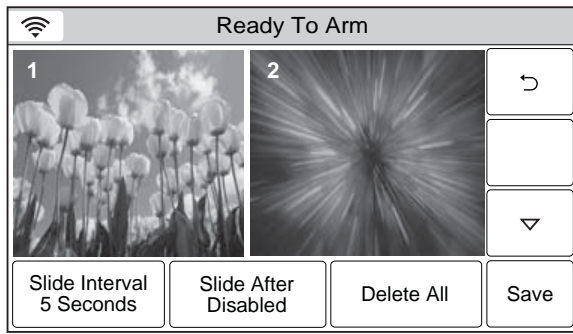 Ready To Arm
1
2
Slide Interval
5 Seconds
Slide After
Disabled
Delete All
Save